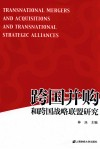 TRANSNATIONAL MERGERS
AND ACQUISITIONS
AND TRANSNATIONAL
STRATEGIC ALLIANCES
跨国并购
和跨国战略联盟研究